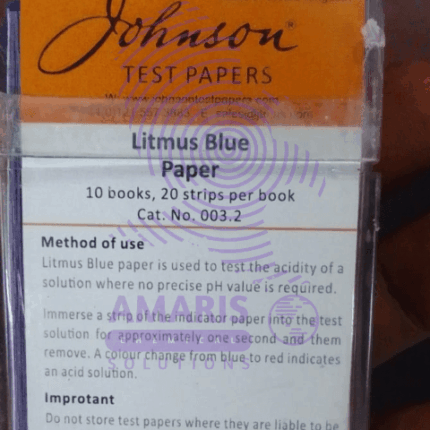 Johnson
TEST PAPERS
Litmus Blue
Paper
10 books, 20 strips per book
Cat. No. 003.2
Method of use
Litmus Blue paper is used to test the acidity of a
solution where no precise pH value is required.
Immerse a strip of the indicator paper into the test
solution for approximately one second and them
remove. A colour change from blue to red indicates
an acid solution.
AMARIS
SOLUTIONS
Improtant
Do not store test papers where they are liable to be